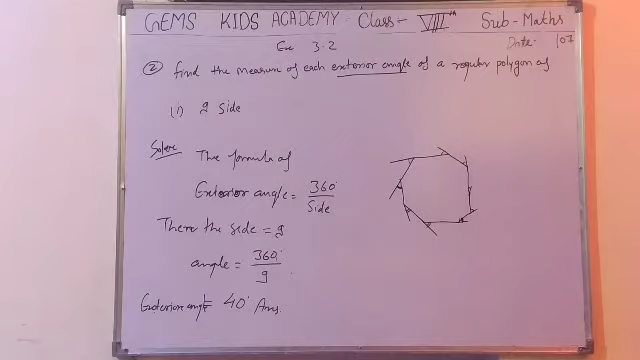 GEMS KIDS ACADEMY Class- VIIIth Sub-Maths
Ex 3.2 Date-
② Find the measure of each exterior angle of a regular polygon of
(i) 9 side
Solve The formula of
Exterior angle = 360° / Side
There the side = 9
angle = 360° / 9
Exterior angle = 40° Ans.